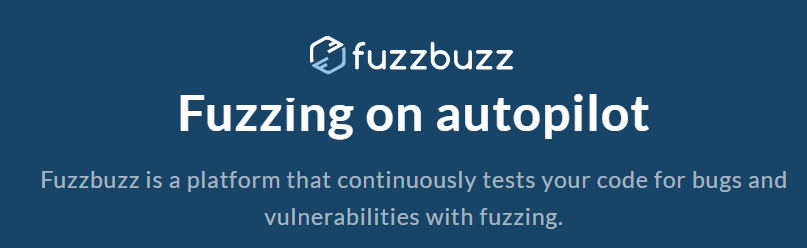 fuzzbuzz
Fuzzing on autopilot
Fuzzbuzz is a platform that continuously tests your code for bugs and
vulnerabilities with fuzzing.